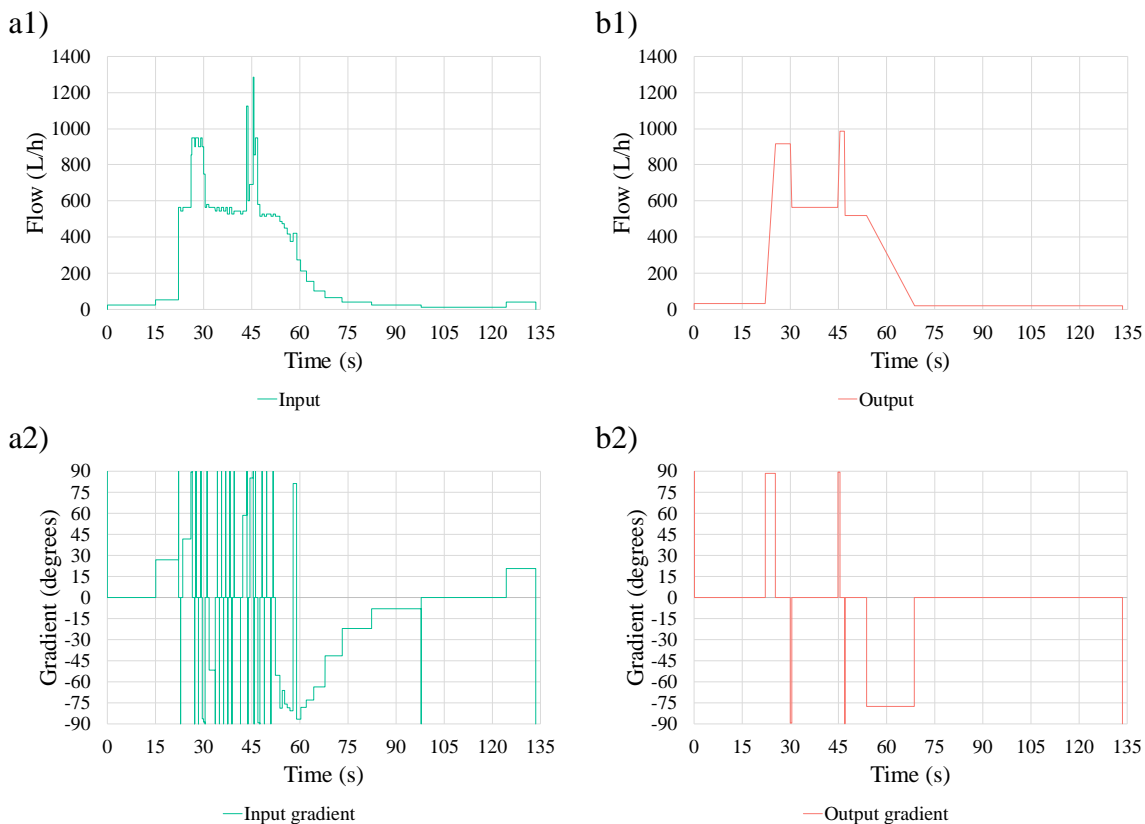 a1)
b1)
1400
1200
1000
800
600
400
200
0
Flow (L/h)
0 15 30 45 60 75 90 105 120 135
Time (s)
Input
1400
1200
1000
800
600
400
200
0
Flow (L/h)
0 15 30 45 60 75 90 105 120 135
Time (s)
Output
a2)
b2)
90
75
60
45
30
15
0
-15
-30
-45
-60
-75
-90
Gradient (degrees)
0 15 30 45 60 75 90 105 120 135
Time (s)
Input gradient
90
75
60
45
30
15
0
-15
-30
-45
-60
-75
-90
Gradient (degrees)
0 15 30 45 60 75 90 105 120 135
Time (s)
Output gradient